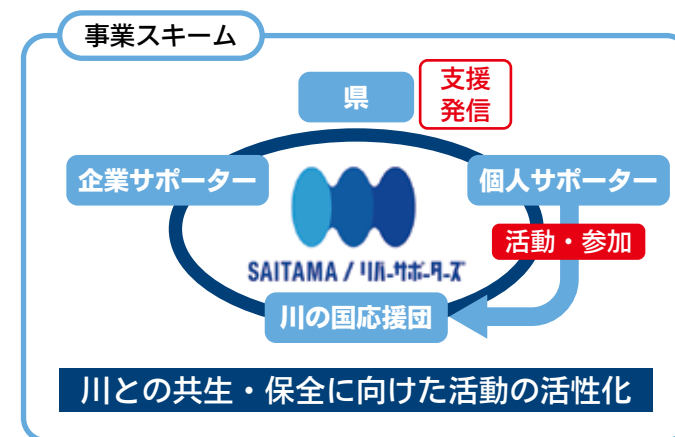 事業スキーム
県
支援
発信
企業サポーター
個人サポーター
活動・参加
SAITAMA / リバーサポーターズ
川の国応援団
川との共生・保全に向けた活動の活性化